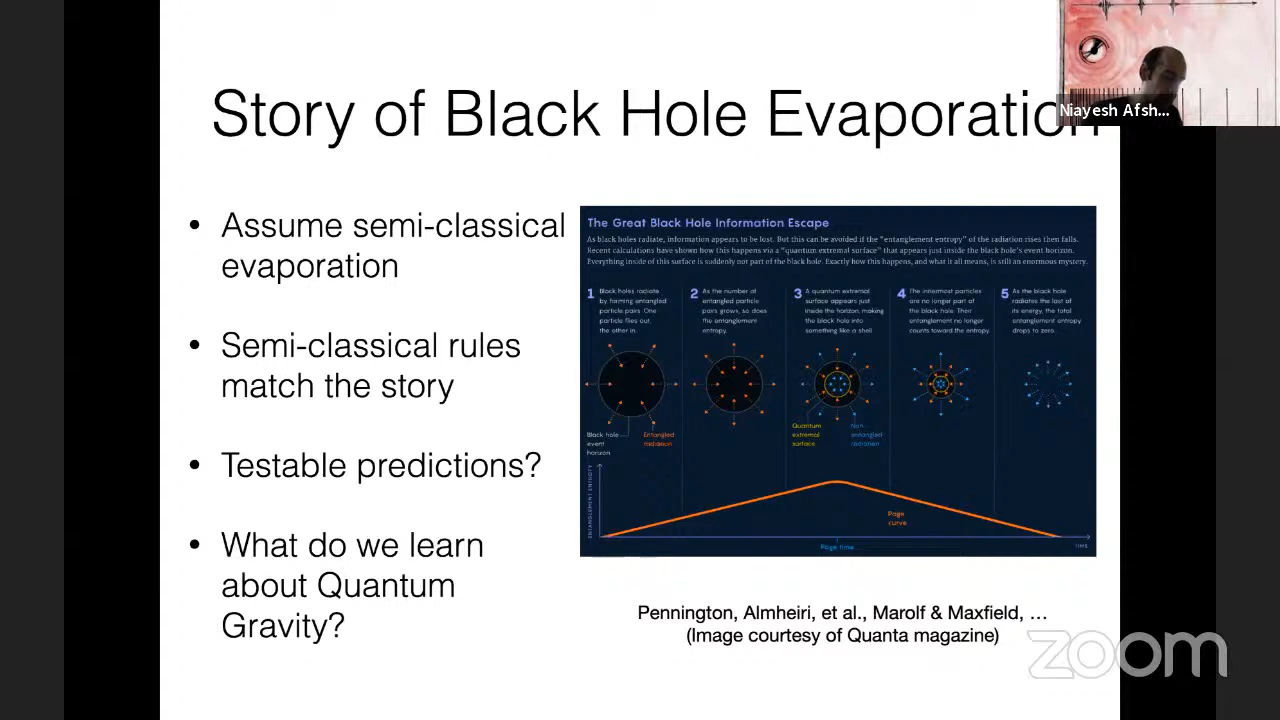 Story of Black Hole Evaporation
Niayesh Afsh...
• Assume semi-classical
evaporation
• Semi-classical rules
match the story
• Testable predictions?
• What do we learn
about Quantum
Gravity?
The Great Black Hole Information Escape
As black holes radiate, information appears to be lost. But this can be avoided if the “entanglement entropy” of the radiation rises then falls.
Recent calculations have shown how this happens via a “quantum extremal surface” that appears just inside the black hole’s event horizon.
Everything inside of this surface is suddenly not part of the black hole. Exactly how this happens, and what it all means, is still an enormous mystery.
1 Black holes radiate
by forming entangled
particle pairs. One
particle flies out,
the other in.
2 As the number of
entangled particle
pairs grows, so does
the entanglement
entropy.
3 A quantum extremal
surface appears just
inside the horizon, making
the black hole into
something like a shell.
4 The innermost particles
are no longer part of
the black hole. Their
entanglement no longer
counts toward the entropy.
5 As the black hole
radiates the last of
its energy, the total
entanglement entropy
drops to zero.
Black hole
event
horizon
Entangled
radiation
Quantum
extremal
surface
Non-
entangled
radiation
ENTANGLEMENT ENTROPY
Page
curve
Page time
TIME
Pennington, Almheiri, et al., Marolf & Maxfield, …
(Image courtesy of Quanta magazine)
zoom